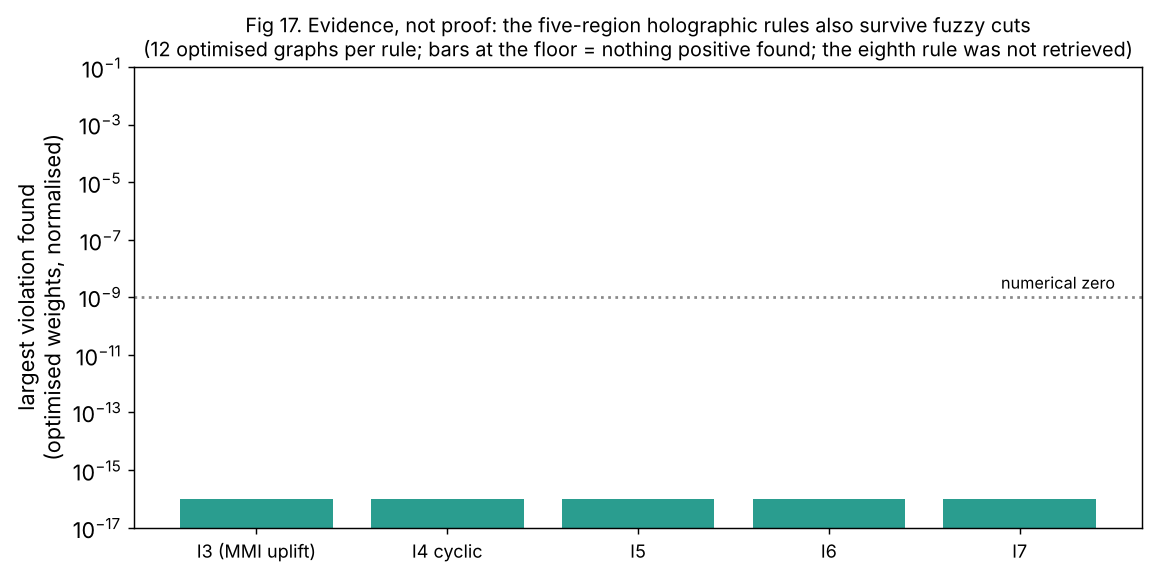 Fig 17. Evidence, not proof: the five-region holographic rules also survive fuzzy cuts
(12 optimised graphs per rule; bars at the floor = nothing positive found; the eighth rule was not retrieved)
largest violation found
(optimised weights, normalised)
10⁻¹
10⁻³
10⁻⁵
10⁻⁷
10⁻⁹
10⁻¹¹
10⁻¹³
10⁻¹⁵
10⁻¹⁷
numerical zero
I3 (MMI uplift)
I4 cyclic
I5
I6
I7